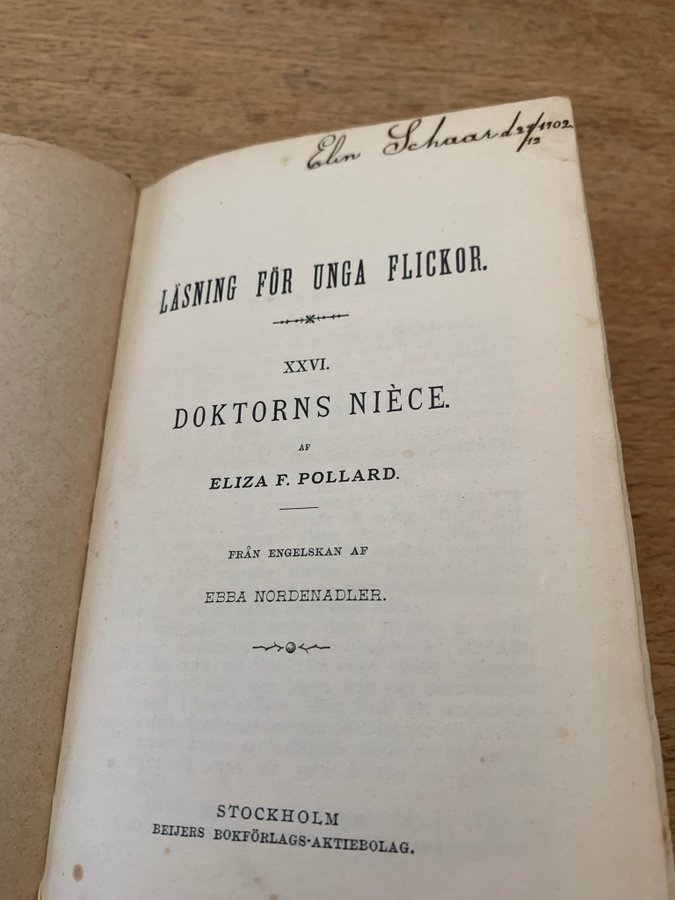 Elin Schaar d 27/12 1902.
LÄSNING FÖR UNGA FLICKOR.
XXVI.
DOKTORNS NIÈCE.
AF
ELIZA F. POLLARD.
FRÅN ENGELSKAN AF
EBBA NORDENADLER.
STOCKHOLM
BEIJERS BOKFÖRLAGS-AKTIEBOLAG.